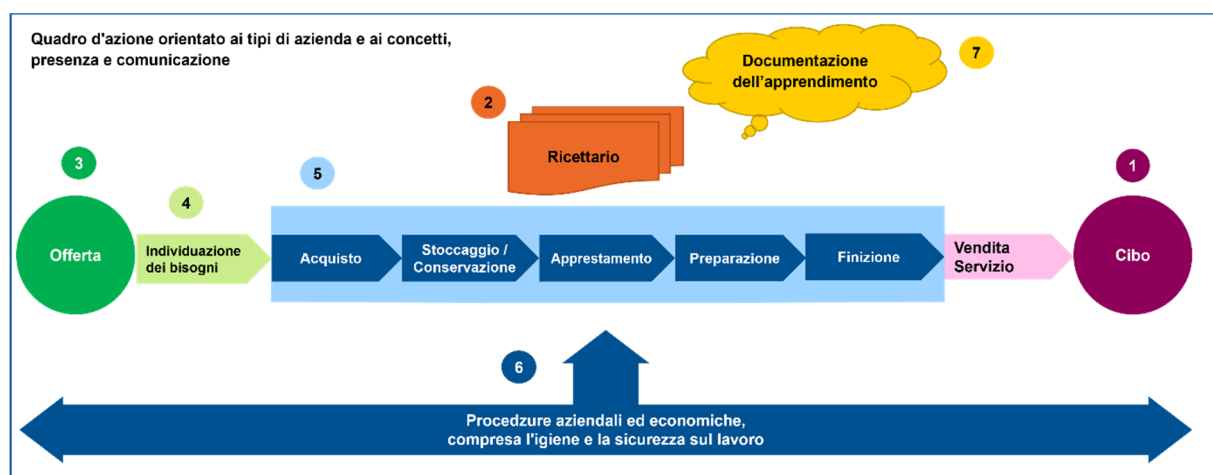 Quadro d'azione orientato ai tipi di azienda e ai concetti,
presenza e comunicazione
7
Documentazione
dell'apprendimento
2
Ricettario
3
Offerta
4
Individuazione
dei bisogni
5
Acquisto
Stoccaggio /
Conservazione
Apprestamento
Preparazione
Finizione
Vendita
Servizio
1
Cibo
6
Procedzure aziendali ed economiche,
compresa l'igiene e la sicurezza sul lavoro